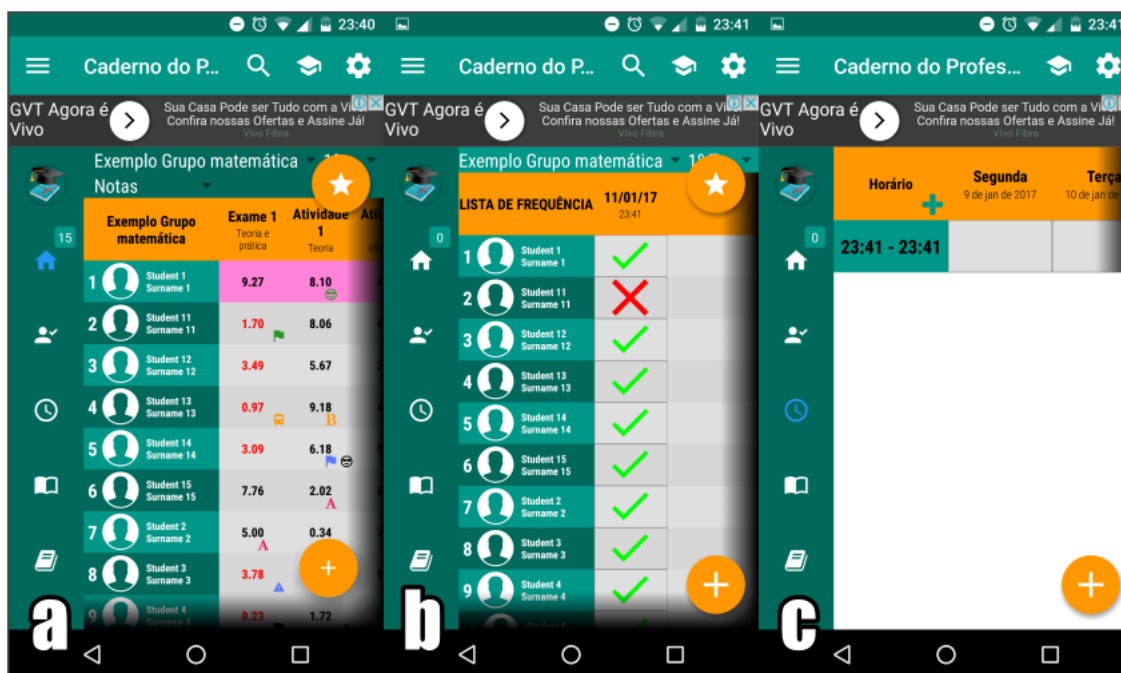 23:40
Caderno do P...
GVT Agora é
Vivo
Sua Casa Pode ser Tudo com a
Confira nossas Ofertas e Assine Já!
Vivo Fibra
Exemplo Grupo matemática
Notas
15
Exemplo Grupo
matemática
Exame 1
Teoria e
prática
Atividade
1
Teoria
1 Student 1
Surname 1
9.27 8.10
2 Student 11
Surname 11
1.70 8.06
3 Student 12
Surname 12
3.49 5.67
4 Student 13
Surname 13
0.97 9.18
B
5 Student 14
Surname 14
3.09 6.18
6 Student 15
Surname 15
7.76 2.02
A
7 Student 2
Surname 2
5.00 0.34
A
8 Student 3
Surname 3
3.78
9 Student 4
Surname 4
0.23 1.72
a
23:41
Caderno do P...
GVT Agora é
Vivo
Sua Casa Pode ser Tudo com a
Confira nossas Ofertas e Assine Já!
Vivo Fibra
Exemplo Grupo matemática
0
LISTA DE FREQUÊNCIA
11/01/17
23:41
1 Student 1
Surname 1
2 Student 11
Surname 11
3 Student 12
Surname 12
4 Student 13
Surname 13
5 Student 14
Surname 14
6 Student 15
Surname 15
7 Student 2
Surname 2
8 Student 3
Surname 3
9 Student 4
Surname 4
b
23:41
Caderno do Profes...
GVT Agora é
Vivo
Sua Casa Pode ser Tudo com a
Confira nossas Ofertas e Assine Já!
Vivo Fibra
0
Horário
Segunda
9 de jan de 2017
Terça
10 de jan de
23:41 - 23:41
c